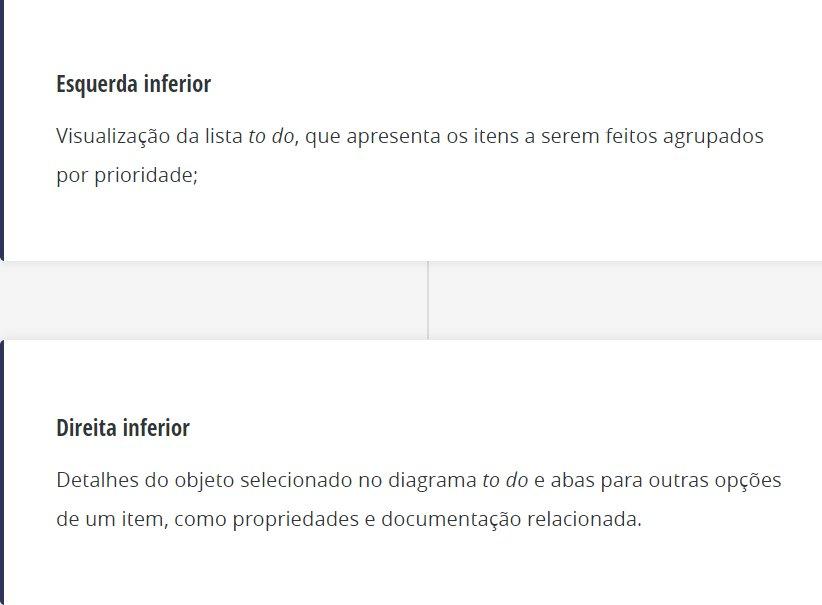 Esquerda inferior
Visualização da lista to do, que apresenta os itens a serem feitos agrupados
por prioridade;
Direita inferior
Detalhes do objeto selecionado no diagrama to do e abas para outras opções
de um item, como propriedades e documentação relacionada.